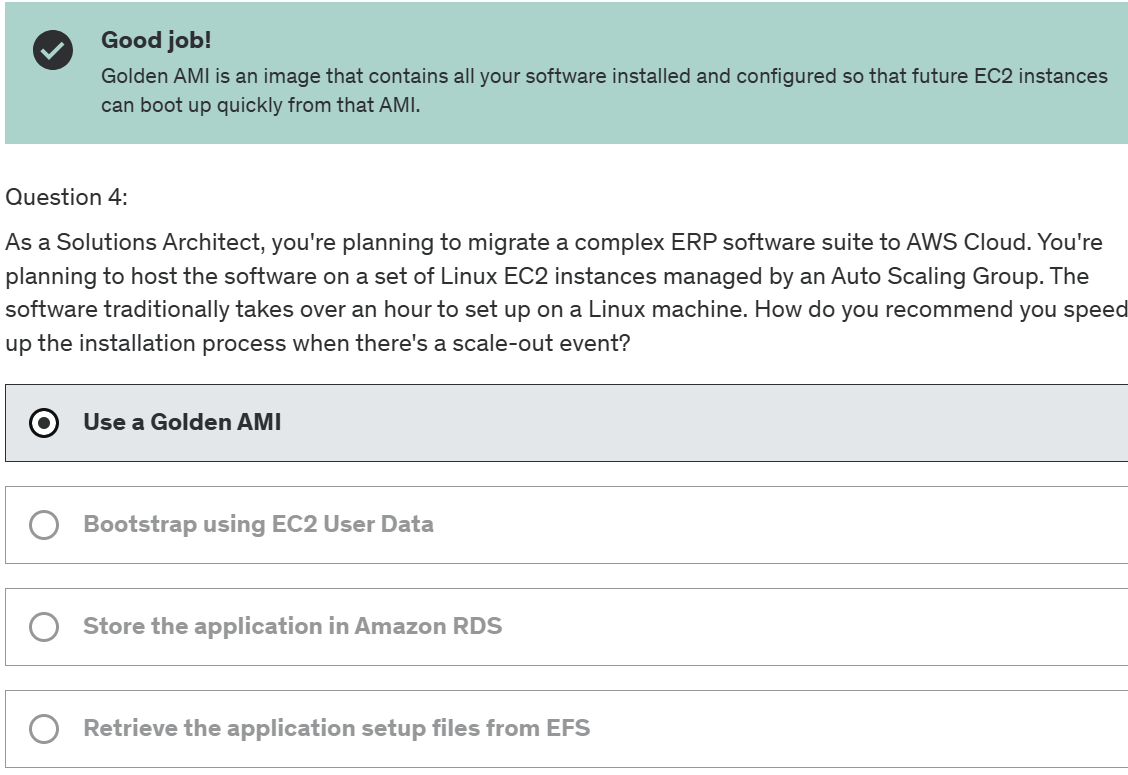 Good job!
Golden AMI is an image that contains all your software installed and configured so that future EC2 instances
can boot up quickly from that AMI.
Question 4:
As a Solutions Architect, you're planning to migrate a complex ERP software suite to AWS Cloud. You're
planning to host the software on a set of Linux EC2 instances managed by an Auto Scaling Group. The
software traditionally takes over an hour to set up on a Linux machine. How do you recommend you speed
up the installation process when there's a scale-out event?
Use a Golden AMI
Bootstrap using EC2 User Data
Store the application in Amazon RDS
Retrieve the application setup files from EFS